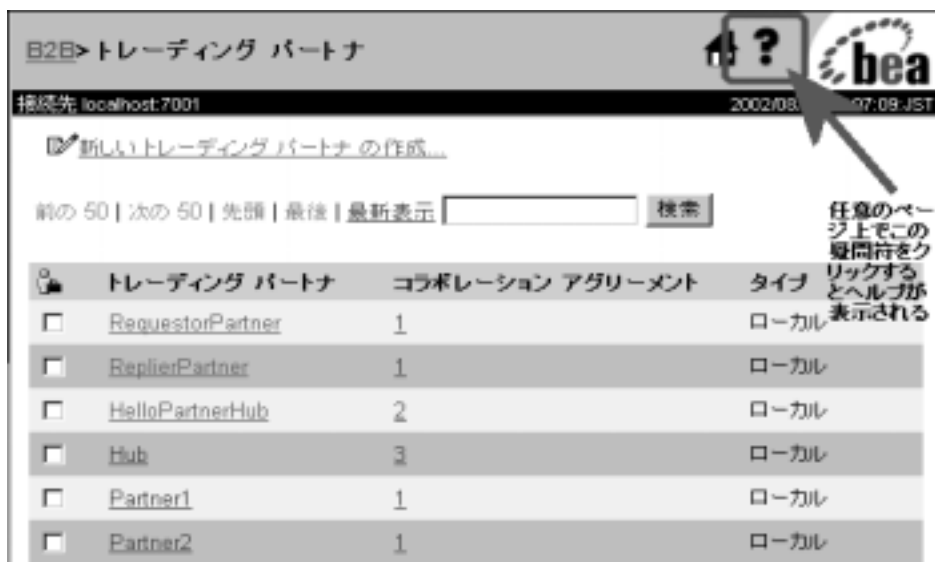 B2B> トレーディング パートナ
?
bea
接続先 localhost:7001
2002/08 07:09:JST
新しいトレーディング パートナ の作成...
前の 50 | 次の 50 | 先頭 | 最後 | 最新表示
検索
任意のペー
ジ上でこの
疑問符をク
リックする
とヘルプが
表示される
トレーディング パートナ コラボレーション アグリーメント タイプ
RequestorPartner 1 ローカル
ReplierPartner 1 ローカル
HelloPartnerHub 2 ローカル
Hub 3 ローカル
Partner1 1 ローカル
Partner2 1 ローカル